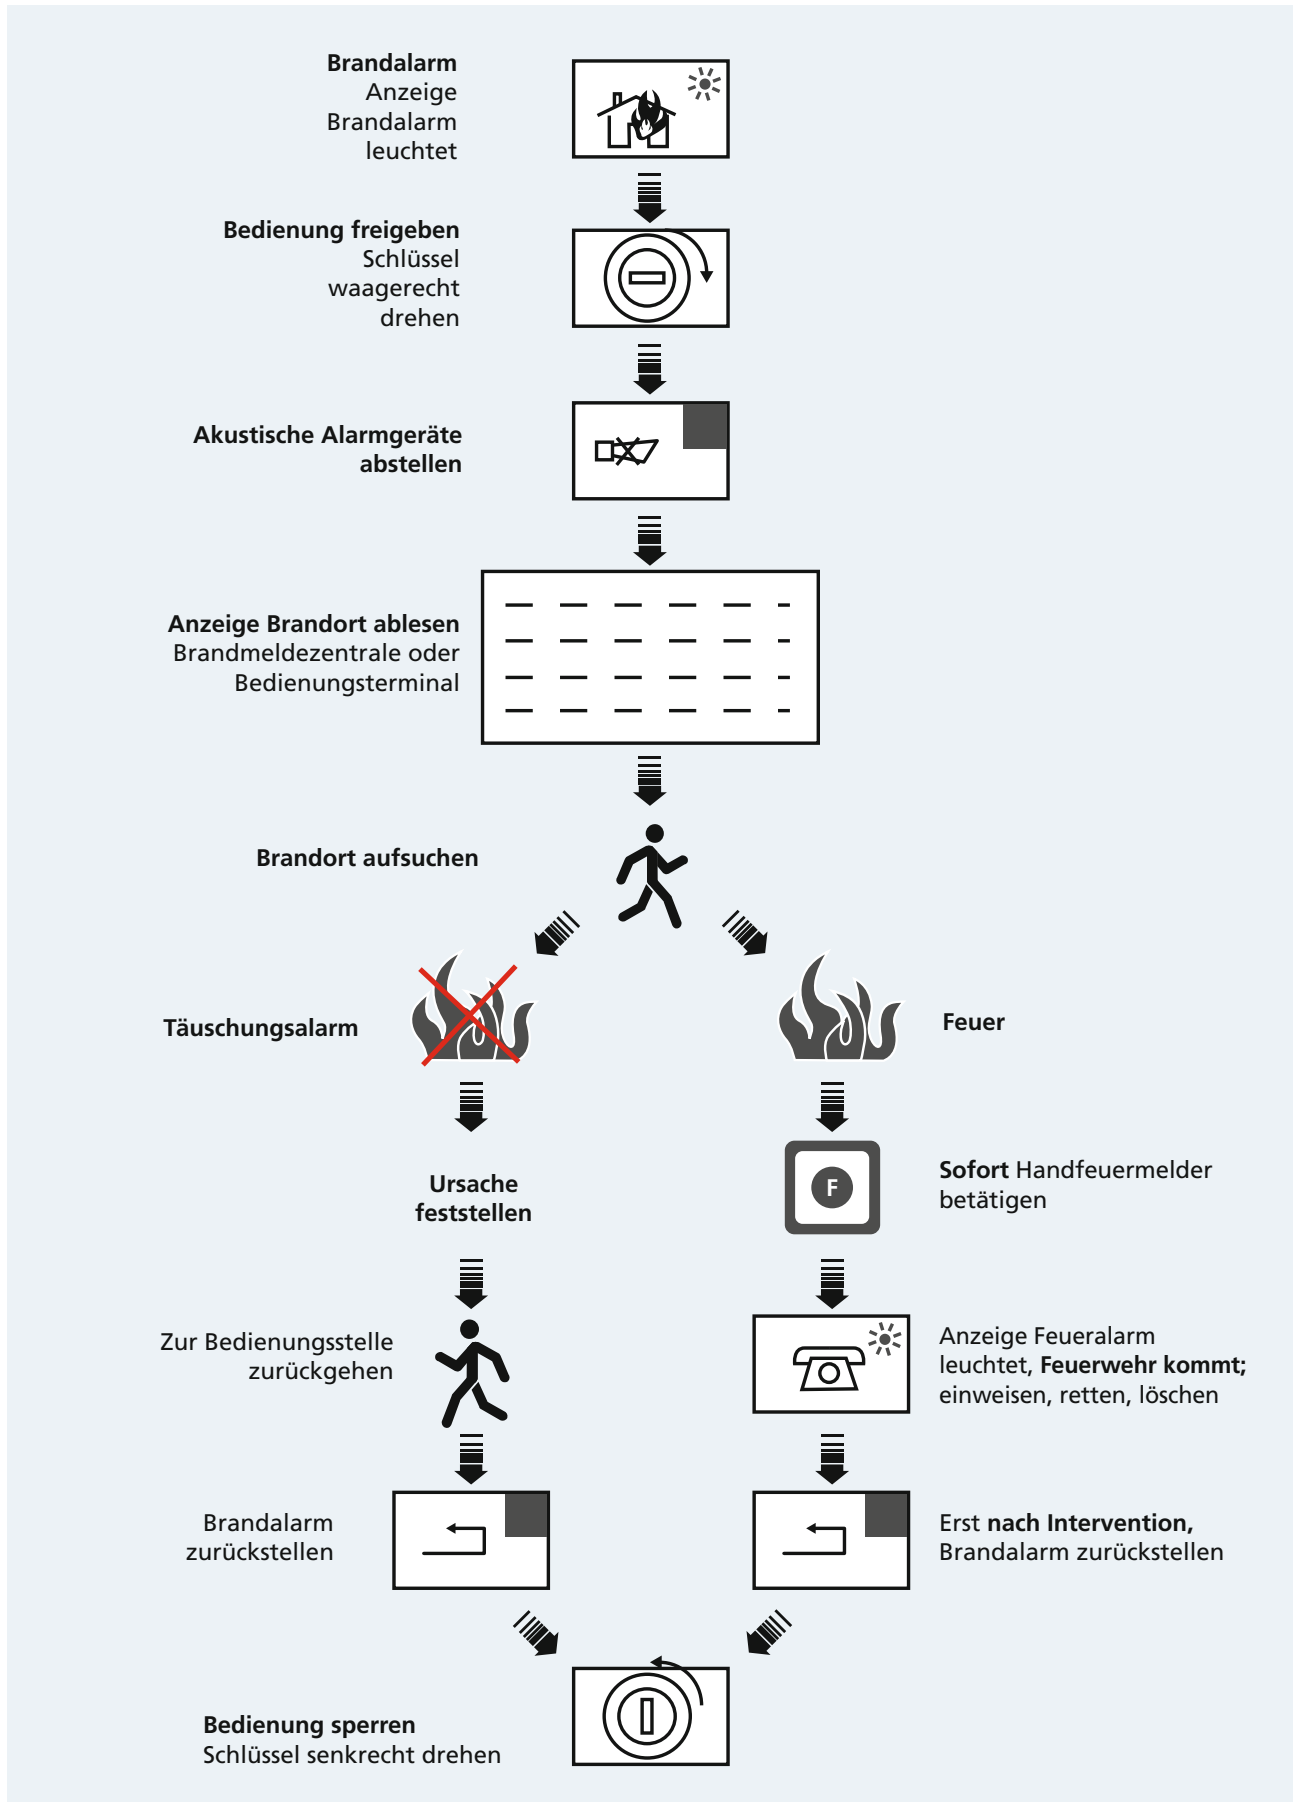 Brandalarm
Anzeige
Brandalarm
leuchtet
Bedienung freigeben
Schlüssel
waagerecht
drehen
Akustische Alarmgeräte
abstellen
Anzeige Brandort ablesen
Brandmeldezentrale oder
Bedienungsterminal
Brandort aufsuchen
Täuschungsalarm
Feuer
Ursache
feststellen
F
Sofort Handfeuermelder
betätigen
Zur Bedienungsstelle
zurückgehen
Anzeige Feueralarm
leuchtet, Feuerwehr kommt;
einweisen, retten, löschen
Brandalarm
zurückstellen
Erst nach Intervention,
Brandalarm zurückstellen
Bedienung sperren
Schlüssel senkrecht drehen